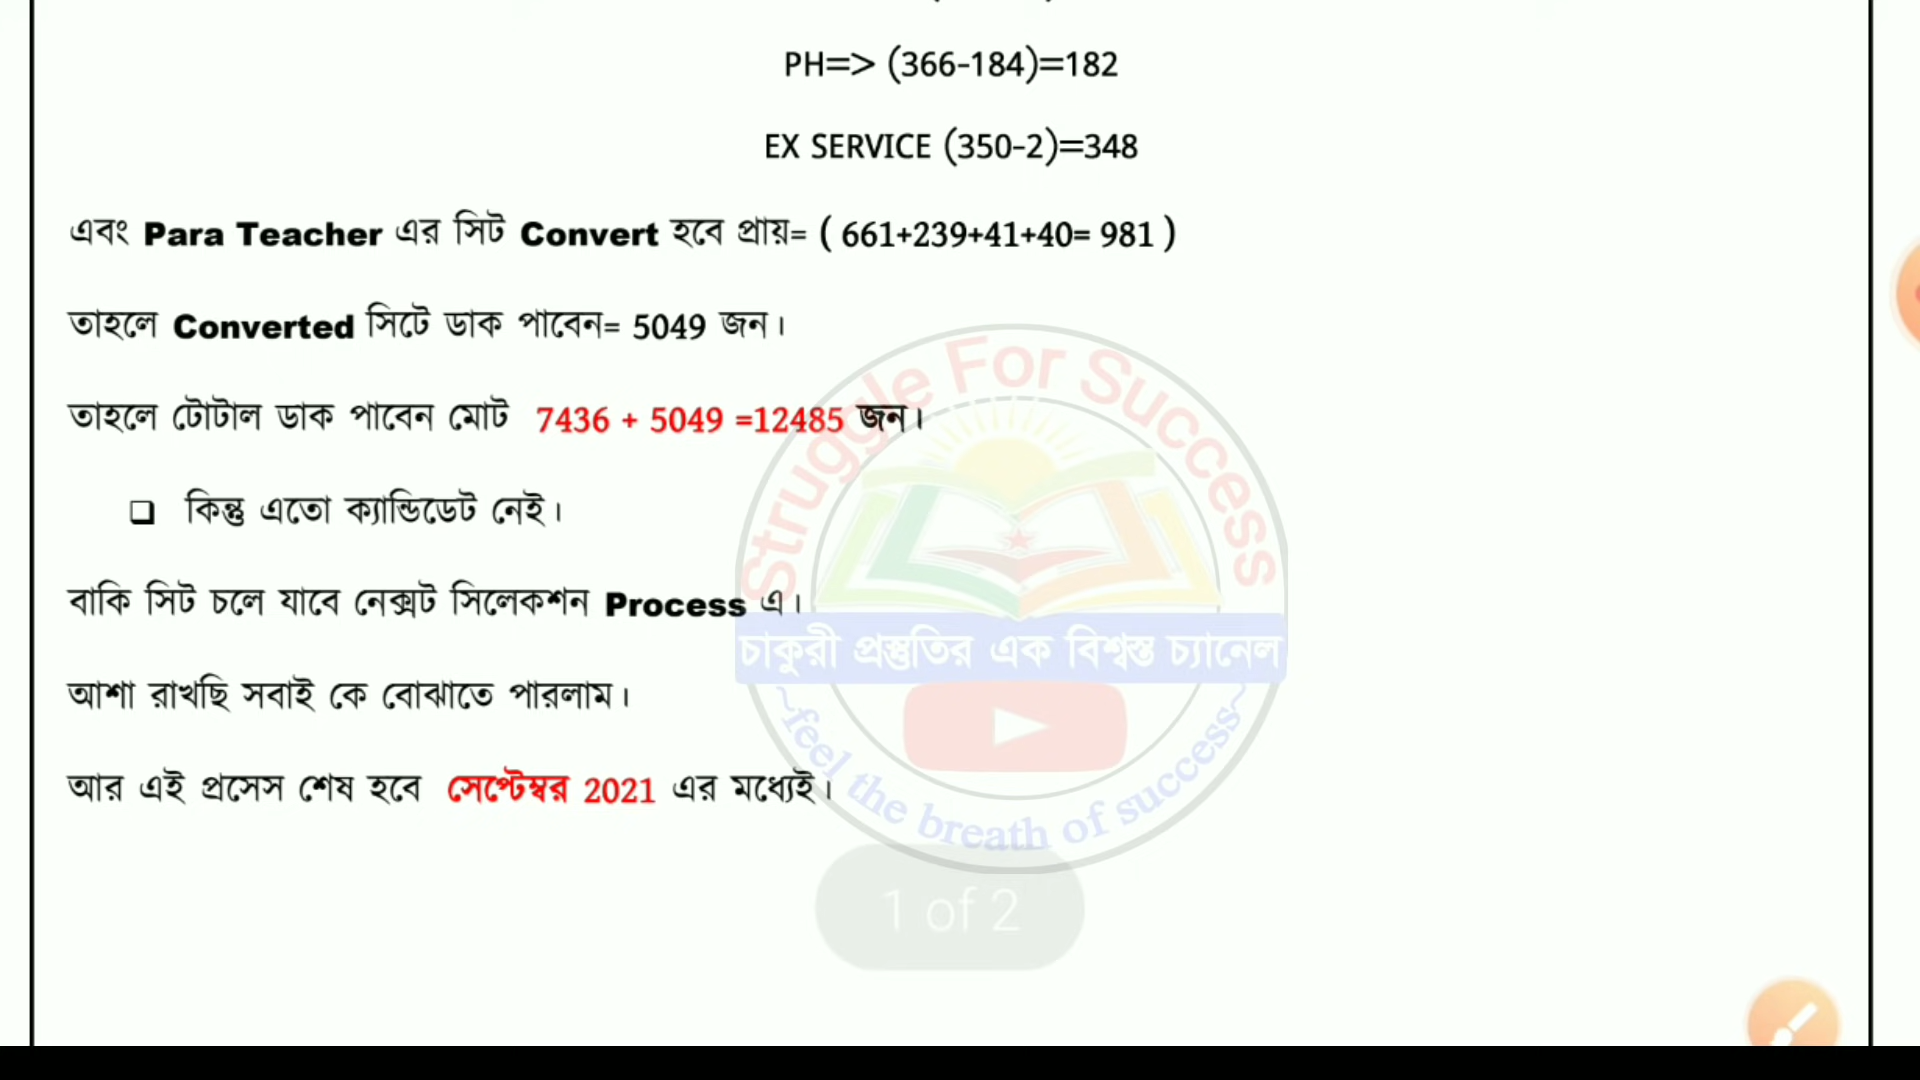 PH=> (366-184)=182
EX SERVICE (350-2)=348
এবং Para Teacher এর সিট Convert হবে প্রায়= ( 661+239+41+40= 981 )
তাহলে Converted সিটে ডাক পাবেন= 5049 জন।
তাহলে টোটাল ডাক পাবেন মোট 7436 + 5049 =12485 জন।
❑ কিন্তু এতো ক্যান্ডিডেট নেই।
বাকি সিট চলে যাবে নেক্সট সিলেকশন Process এ।
আশা রাখছি সবাই কে বোঝাতে পারলাম।
আর এই প্রসেস শেষ হবে সেপ্টেম্বর 2021 এর মধ্যেই।
Struggle For Success
চাকুরী প্রস্তুতির এক বিশ্বস্ত চ্যানেল
~feel the breath of success~
1 of 2